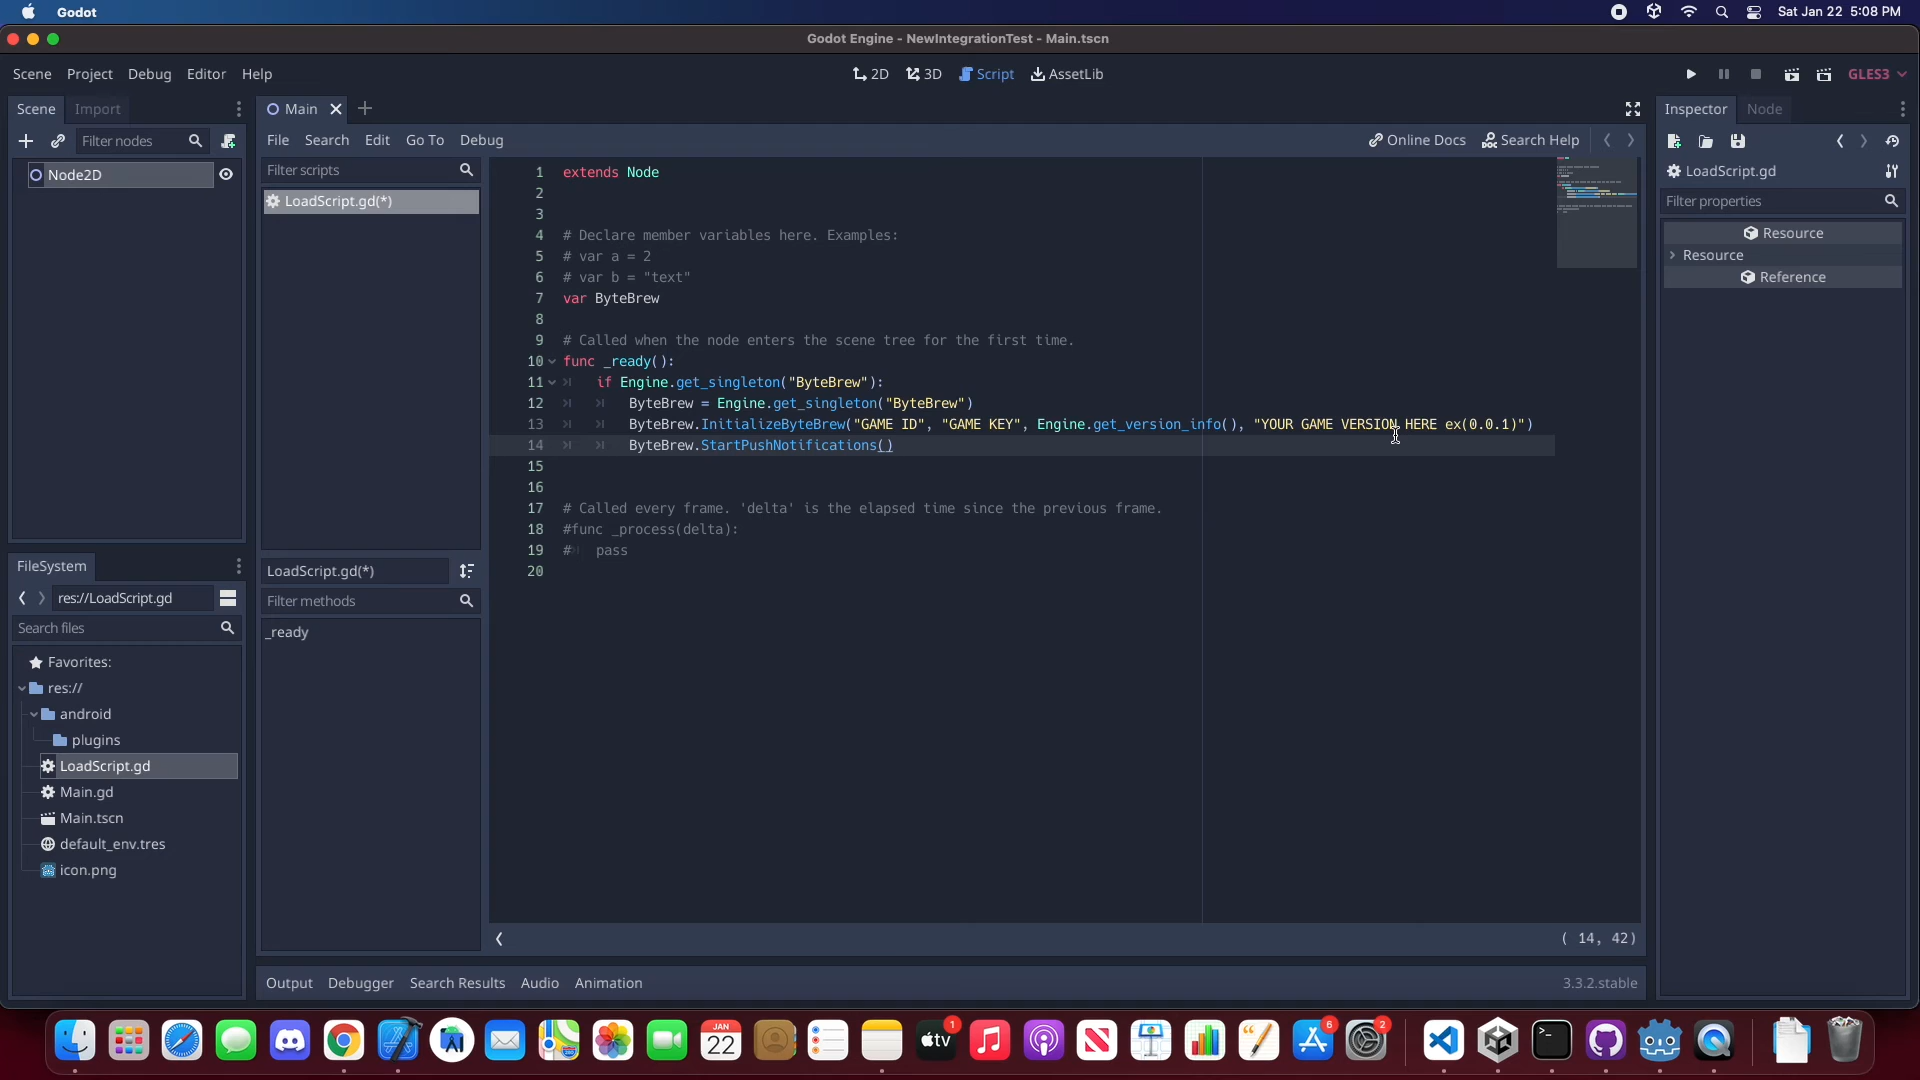 Godot
Sat Jan 22 5:08 PM
Godot Engine - NewIntegrationTest - Main.tscn
Scene Project Debug Editor Help
2D 3D Script AssetLib
GLES3
Scene Import
Main
Inspector Node
Filter nodes
File Search Edit Go To Debug
Online Docs Search Help
Node2D
Filter scripts
LoadScript.gd(*)
1 extends Node
2
3
4 # Declare member variables here. Examples:
5 # var a = 2
6 # var b = "text"
7 var ByteBrew
8
9 # Called when the node enters the scene tree for the first time.
10 func _ready():
11 if Engine.get_singleton("ByteBrew"):
12 ByteBrew = Engine.get_singleton("ByteBrew")
13 ByteBrew.InitializeByteBrew("GAME ID", "GAME KEY", Engine.get_version_info(), "YOUR GAME VERSION HERE ex(0.0.1)")
14 ByteBrew.StartPushNotifications()
15
16
17 # Called every frame. 'delta' is the elapsed time since the previous frame.
18 #func _process(delta):
19 # pass
20
LoadScript.gd
Filter properties
Resource
Resource
Reference
FileSystem
res://LoadScript.gd
Search files
Favorites:
res://
android
plugins
LoadScript.gd
Main.gd
Main.tscn
default_env.tres
icon.png
LoadScript.gd(*)
Filter methods
_ready
( 14, 42)
Output Debugger Search Results Audio Animation
3.3.2.stable
JAN
22
tv
1
6
2